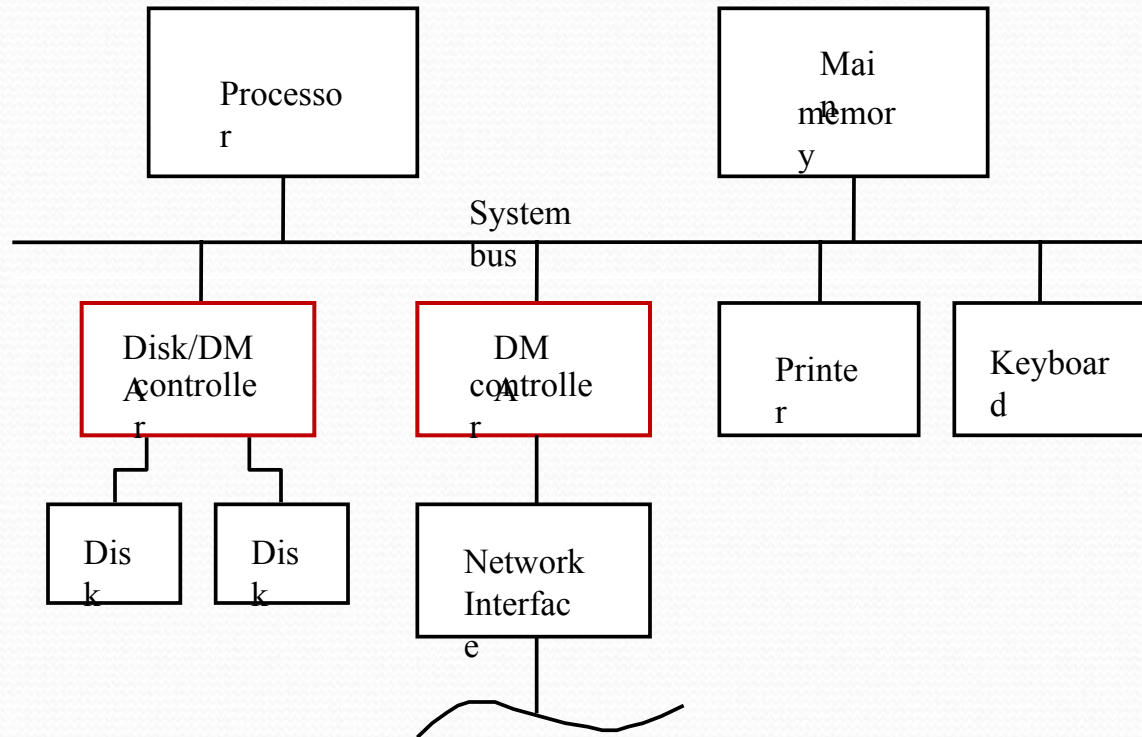 Processo
r
Mai
n
memor
y
System
bus
Disk/DM
A
controlle
r
DM
A
controlle
r
Printe
r
Keyboar
d
Dis
k
Dis
k
Network
Interfac
e